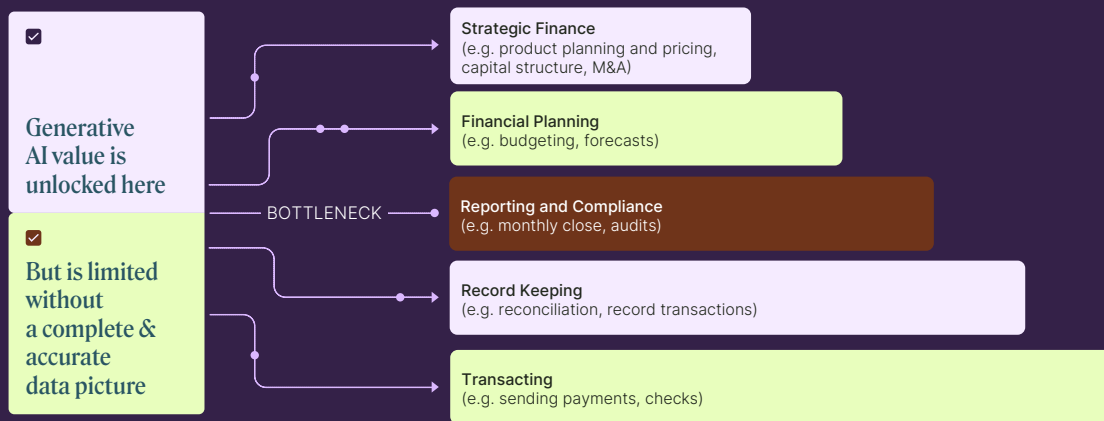 Generative
AI value is
unlocked here
But is limited
without
a complete &
accurate
data picture
BOTTLENECK
Strategic Finance
(e.g. product planning and pricing,
capital structure, M&A)
Financial Planning
(e.g. budgeting, forecasts)
Reporting and Compliance
(e.g. monthly close, audits)
Record Keeping
(e.g. reconciliation, record transactions)
Transacting
(e.g. sending payments, checks)